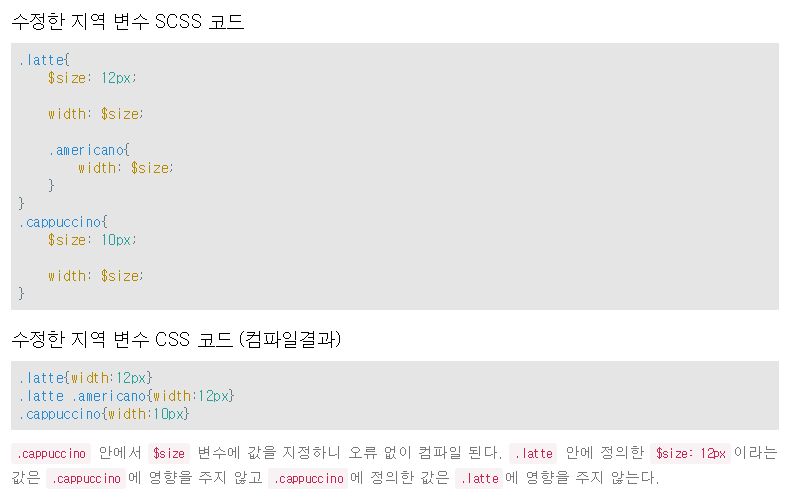 수정한 지역 변수 SCSS 코드
.latte{
    $size: 12px;
    width: $size;
    .americano{
        width: $size;
    }
}
.cappuccino{
    $size: 10px;
    width: $size;
}
수정한 지역 변수 CSS 코드 (컴파일결과)
.latte{width:12px}
.latte .americano{width:12px}
.cappuccino{width:10px}
.cappuccino 안에서 $size 변수에 값을 지정하니 오류 없이 컴파일 된다. .latte 안에 정의한 $size: 12px 이라는
값은 .cappuccino 에 영향을 주지 않고 .cappuccino 에 정의한 값은 .latte 에 영향을 주지 않는다.